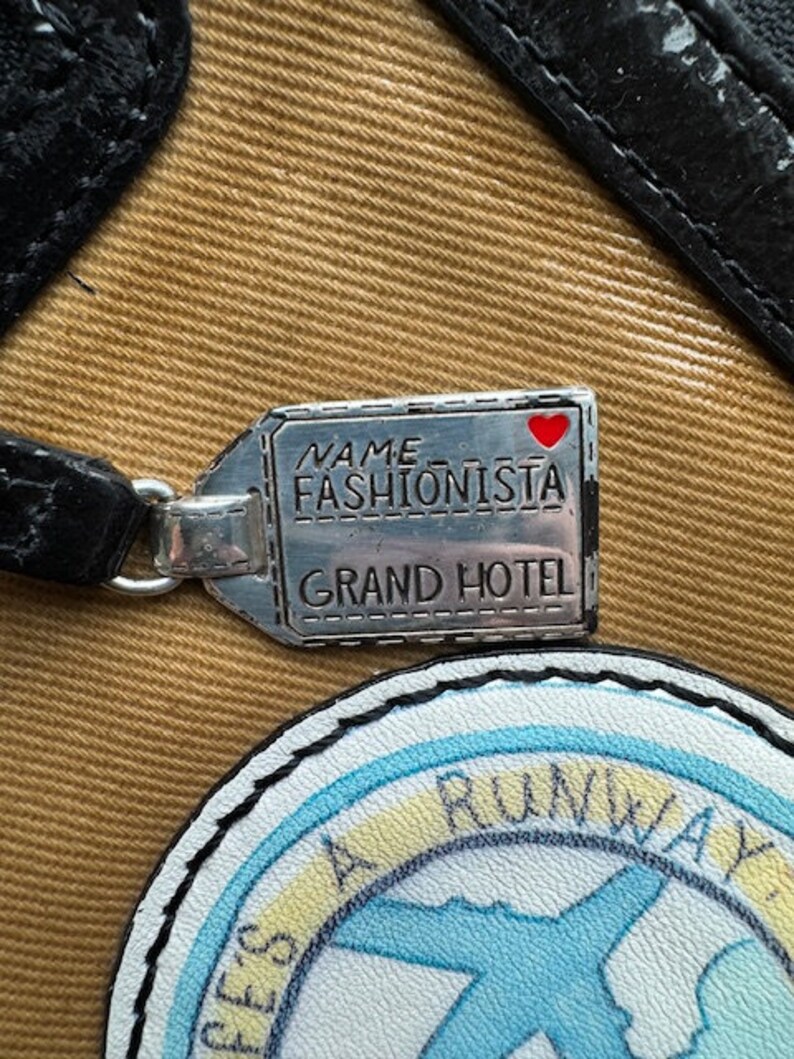 NAME
FASHIONISTA
GRAND HOTEL
A RUNWAY,